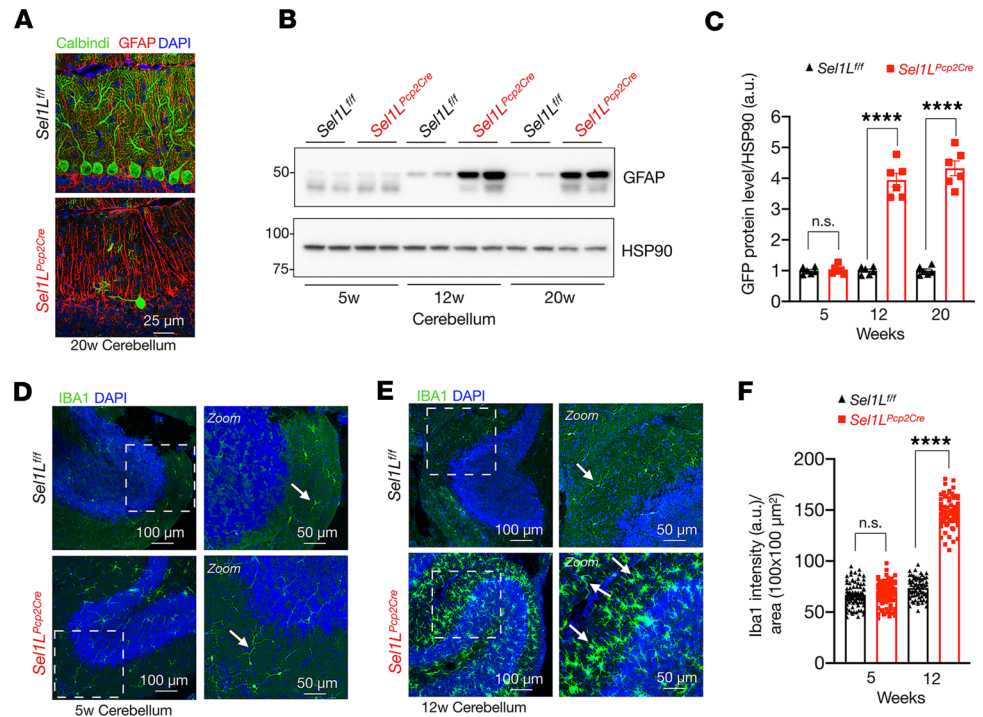 A
Calbindi GFAP DAPI
Sel1L^f/f
Sel1L^Pcp2Cre
25 µm
20w Cerebellum
B
Sel1L^f/f
Sel1L^Pcp2Cre
Sel1L^f/f
Sel1L^Pcp2Cre
Sel1L^f/f
Sel1L^Pcp2Cre
50
GFAP
100
75
HSP90
5w 12w 20w
Cerebellum
C
Sel1L^f/f Sel1L^Pcp2Cre
GFP protein level/HSP90 (a.u.)
7
6
5
4
2
1
0
n.s.
****
****
5 12 20
Weeks
D
IBA1 DAPI
Sel1L^f/f
100 µm
Zoom
50 µm
Sel1L^Pcp2Cre
100 µm
Zoom
50 µm
5w Cerebellum
E
IBA1 DAPI
Sel1L^f/f
100 µm
Zoom
50 µm
Sel1L^Pcp2Cre
100 µm
Zoom
50 µm
12w Cerebellum
F
Sel1L^f/f
Sel1L^Pcp2Cre
Iba1 intensity (a.u.)/
area (100x100 µm²)
200
150
100
50
0
n.s.
****
5 12
Weeks